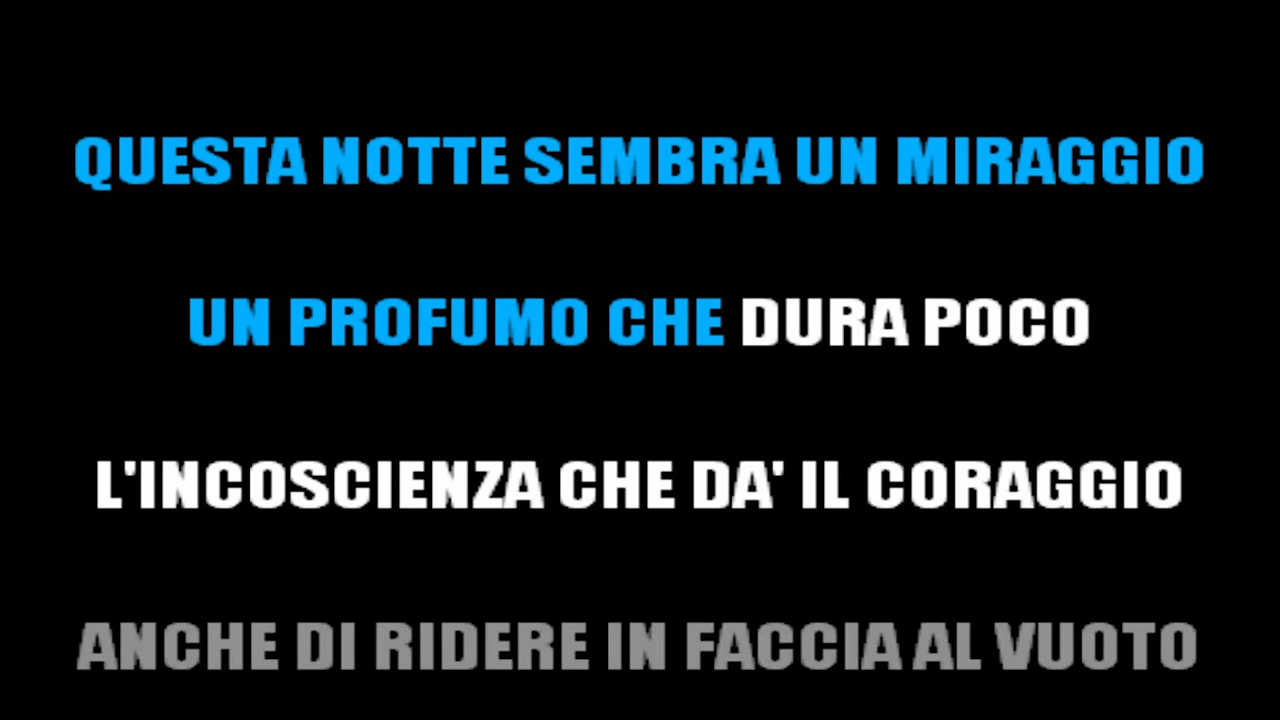 QUESTA NOTTE SEMBRA UN MIRAGGIO
UN PROFUMO CHE DURA POCO
L'INCOSCIENZA CHE DA' IL CORAGGIO
ANCHE DI RIDERE IN FACCIA AL VUOTO